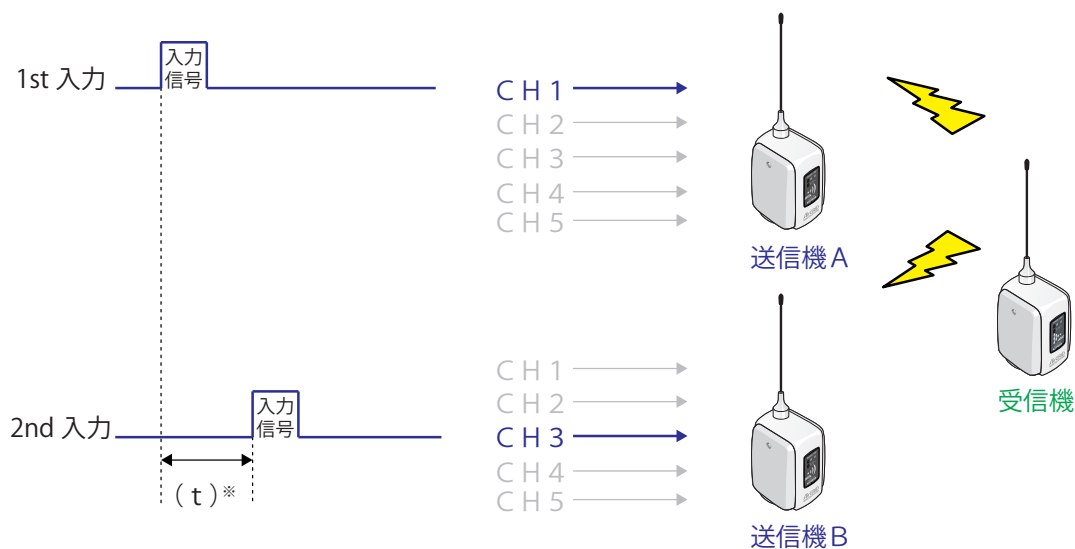 1st 入力
入力
信号
CH1
CH2
CH3
CH4
CH5
送信機A
受信機
2nd 入力
入力
信号
(t)※
CH1
CH2
CH3
CH4
CH5
送信機B